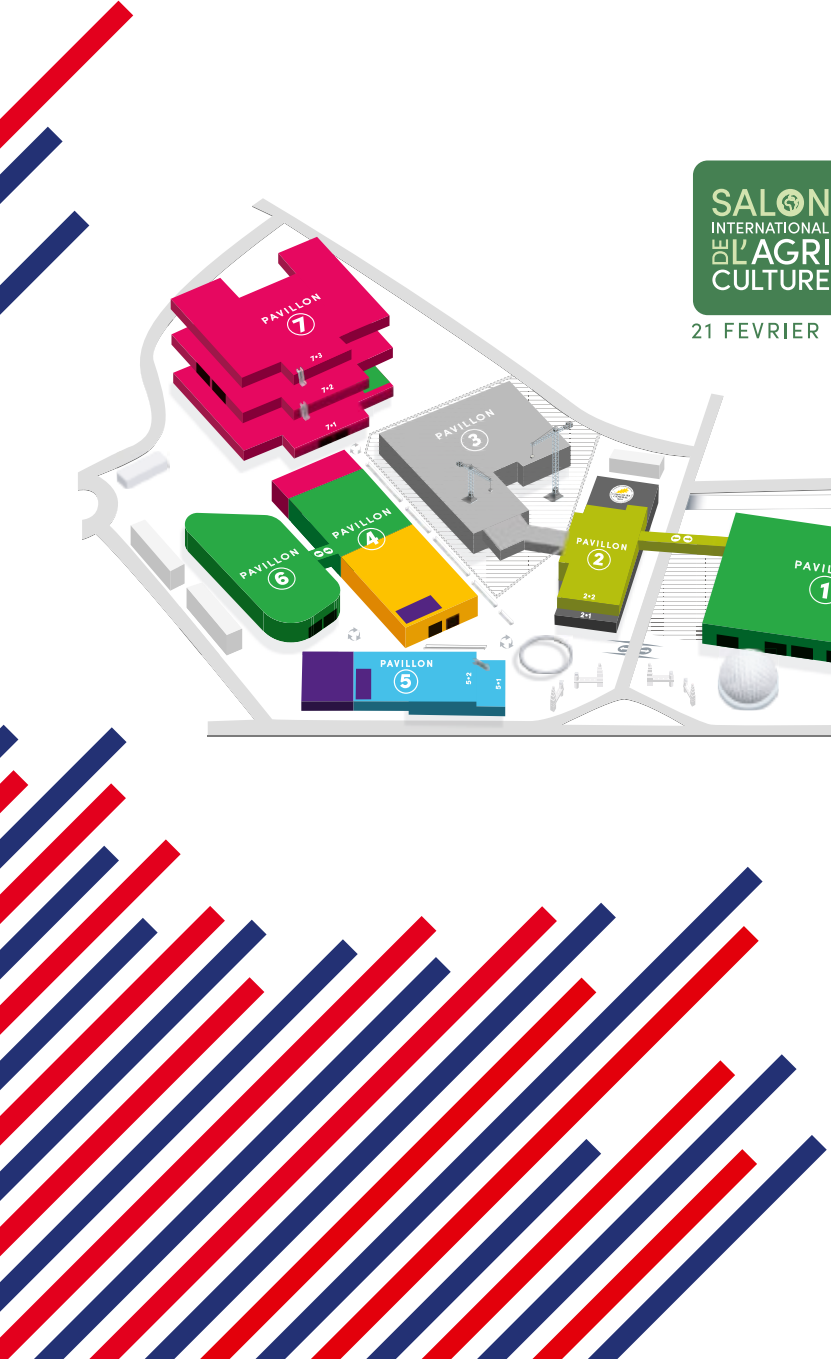 SALON
INTERNATIONAL
DE L'AGRI
CULTURE
21 FEVRIER
PAVILLON
7
7•3
7•2
7•1
PAVILLON
3
PAVILLON
4
PAVILLON
6
PAVILLON
2
2•2
2•1
PAVIL
1
PAVILLON
5
5•2
5•1